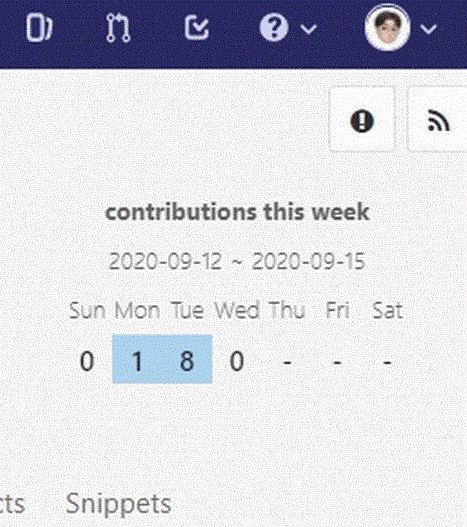 contributions this week
2020-09-12 ~ 2020-09-15
Sun Mon Tue Wed Thu Fri Sat
0 1 8 0 - - -
cts Snippets